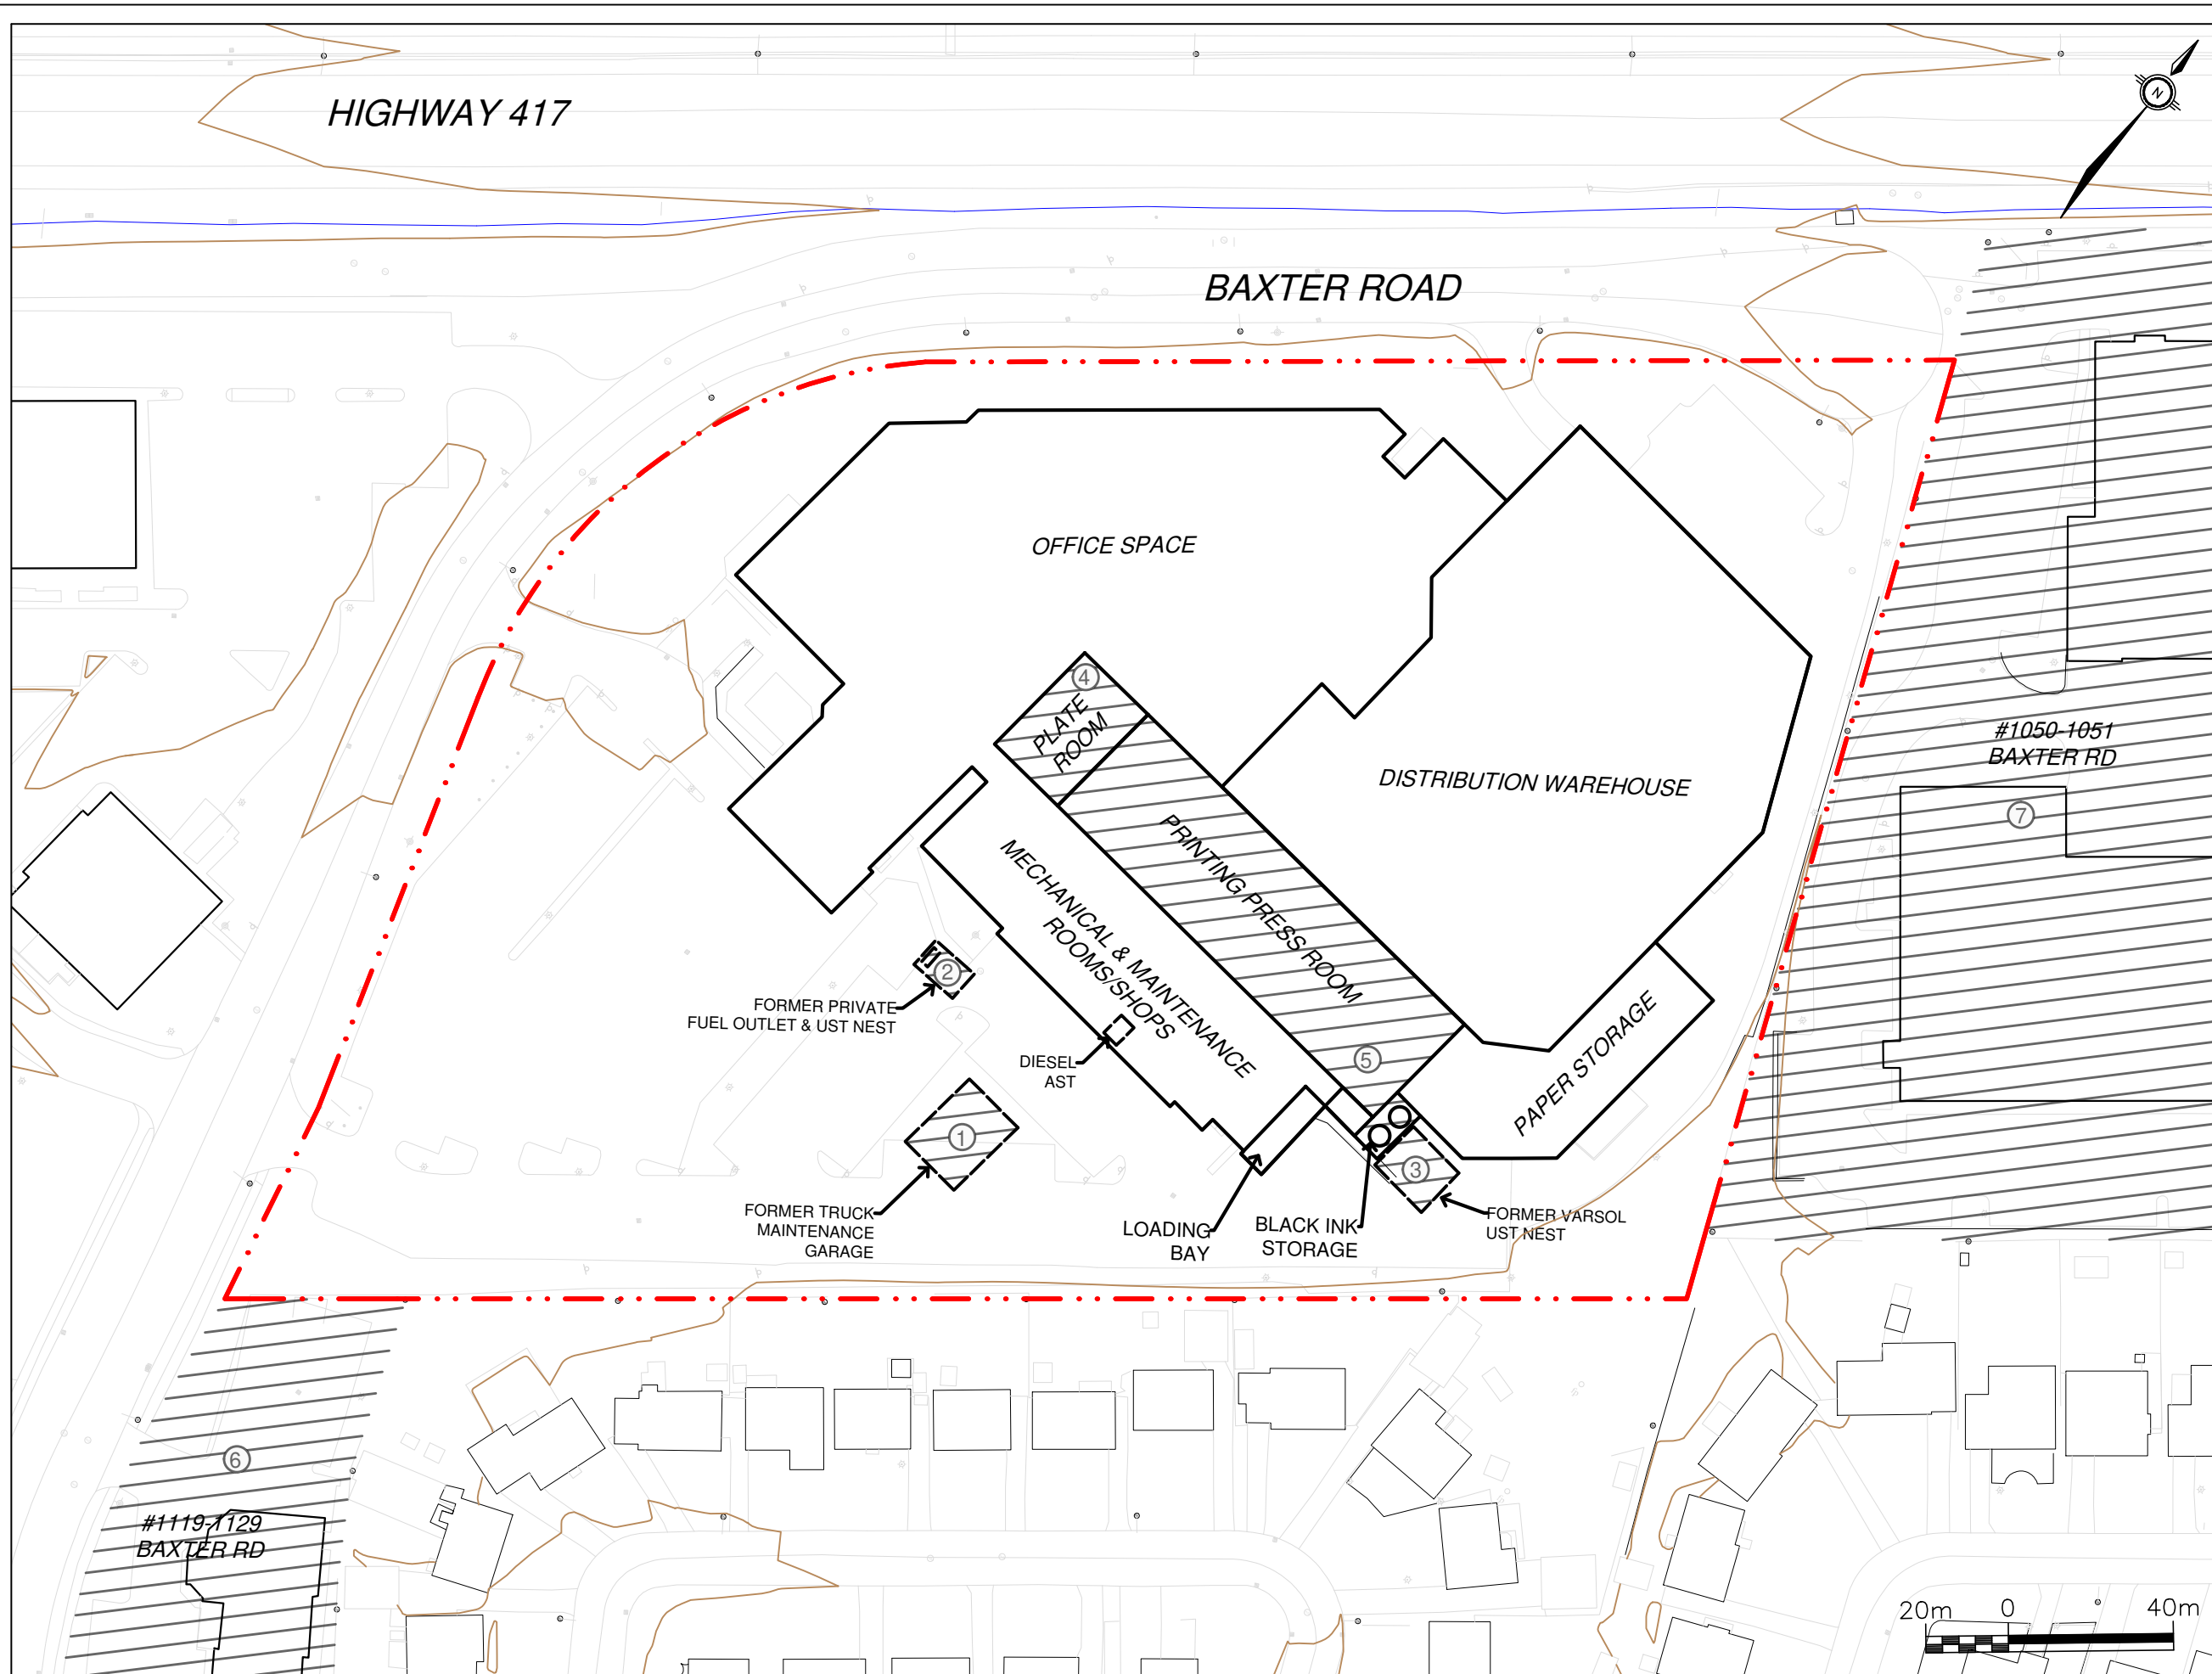 HIGHWAY 417
N
BAXTER ROAD
OFFICE SPACE
4
PLATE
ROOM
#1050-1051
BAXTER RD
7
DISTRIBUTION WAREHOUSE
PRINTING PRESS ROOM
MECHANICAL & MAINTENANCE
ROOMS/SHOPS
2
FORMER PRIVATE
FUEL OUTLET & UST NEST
DIESEL
AST
5
PAPER STORAGE
1
3
FORMER TRUCK
MAINTENANCE
GARAGE
LOADING
BAY
BLACK INK
STORAGE
FORMER VARSOL
UST NEST
6
#1119-1129
BAXTER RD
20m 0 40m